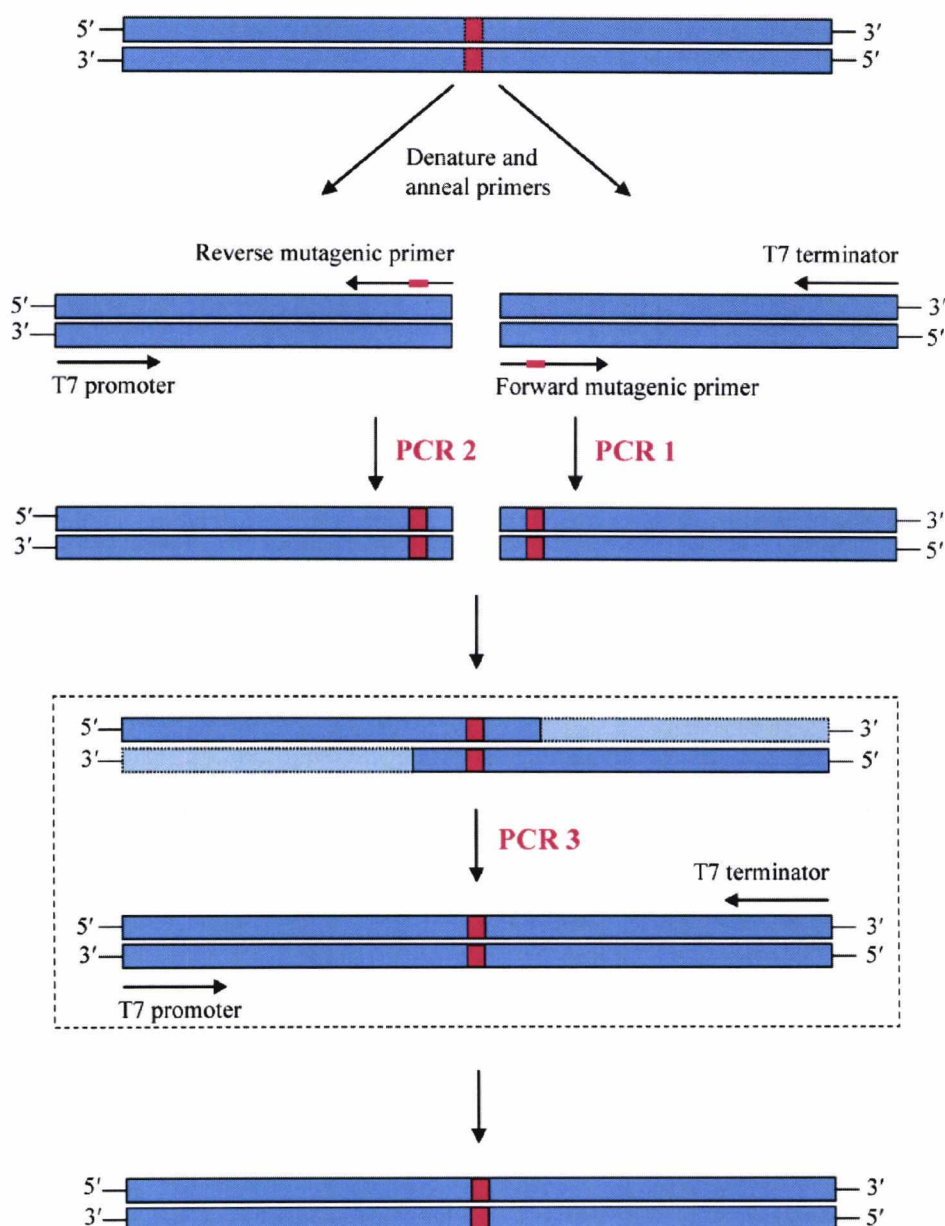 5′ 3′
3′ 5′
Denature and
anneal primers
Reverse mutagenic primer
T7 terminator
5′ 3′
3′ 5′
T7 promoter
Forward mutagenic primer
PCR 2 PCR 1
5′ 3′
3′ 5′
5′ 3′
3′ 5′
PCR 3
T7 terminator
5′ 3′
3′ 5′
T7 promoter
5′ 3′
3′ 5′